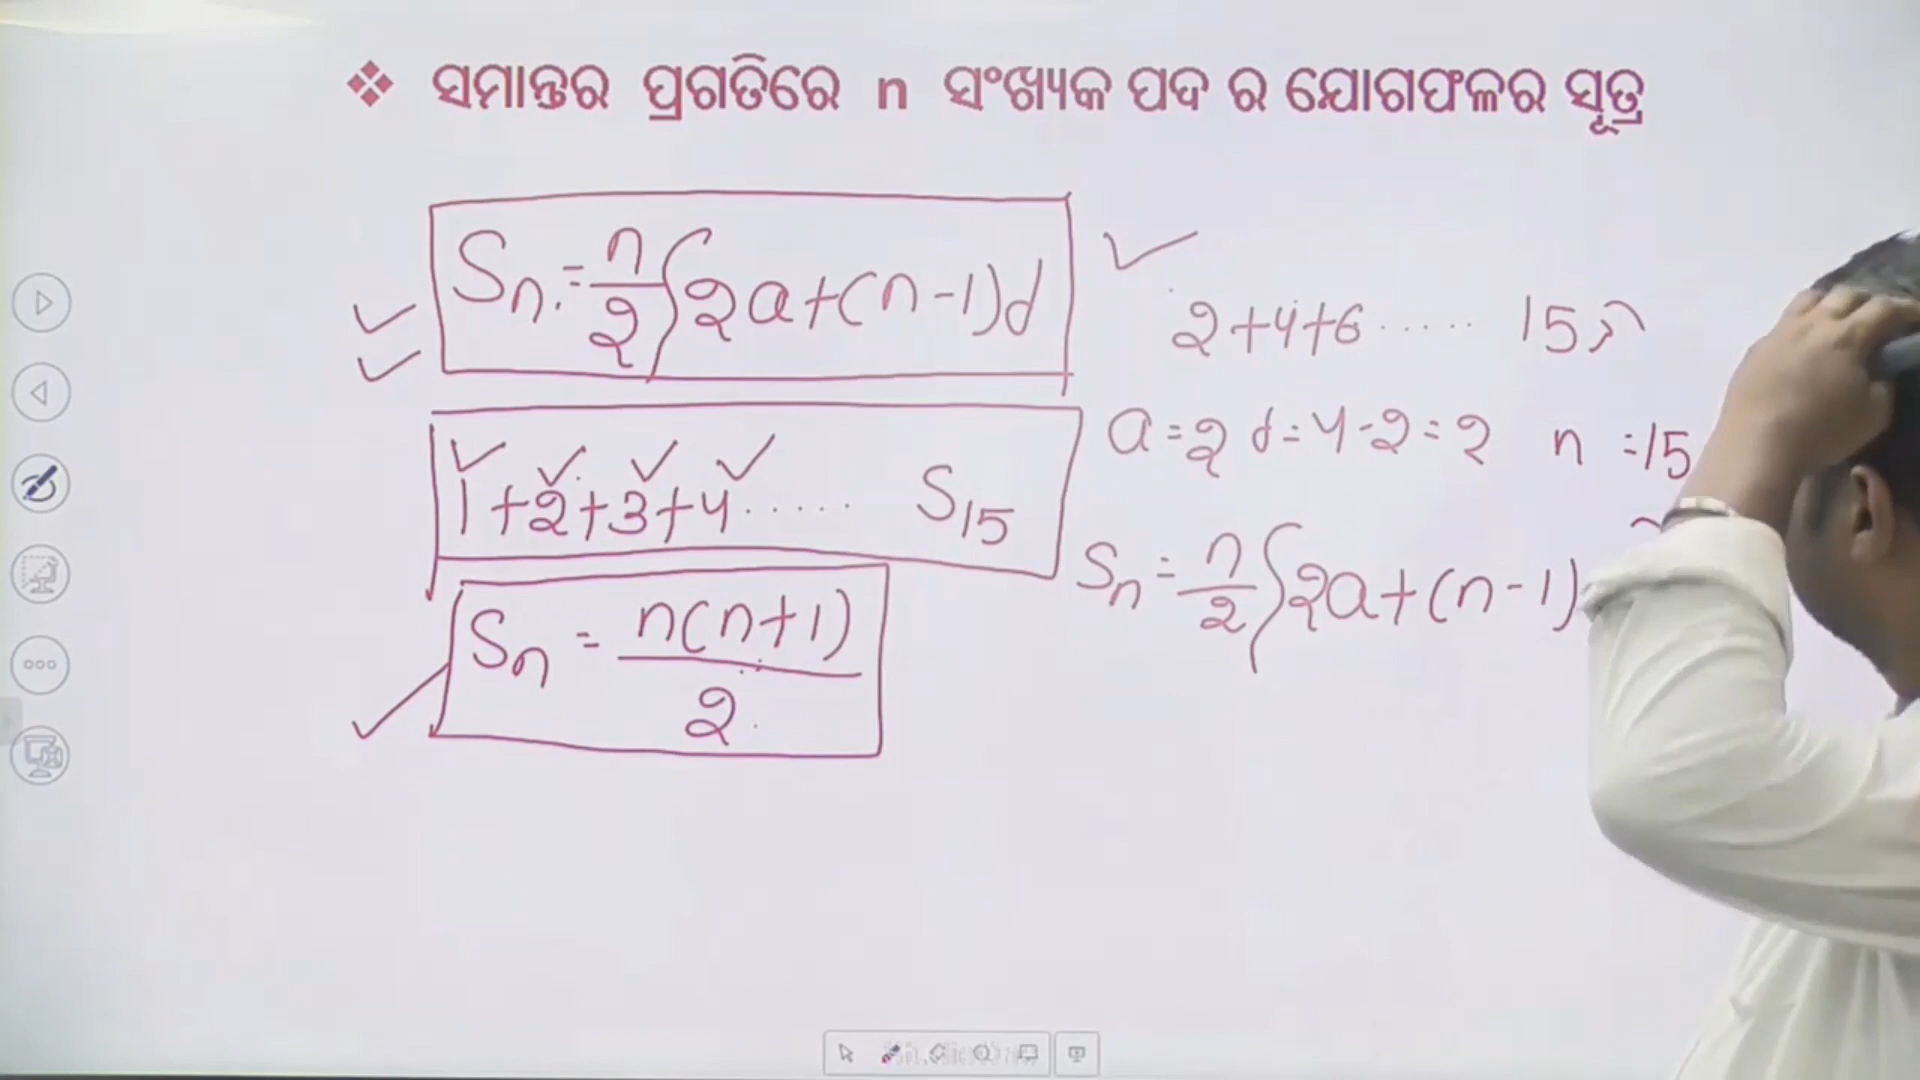 ❖ ସମାନ୍ତର ପ୍ରଗତିରେ n ସଂଖ୍ୟକ ପଦ ର ଯୋଗଫଳର ସୂତ୍ର
Sn = n/2 {2a+(n-1)d
1+2+3+4..... S15
Sn = n(n+1)/2
2+4+6..... 15
a=2 d=4-2=2 n=15
Sn = n/2 {2a+(n-1)